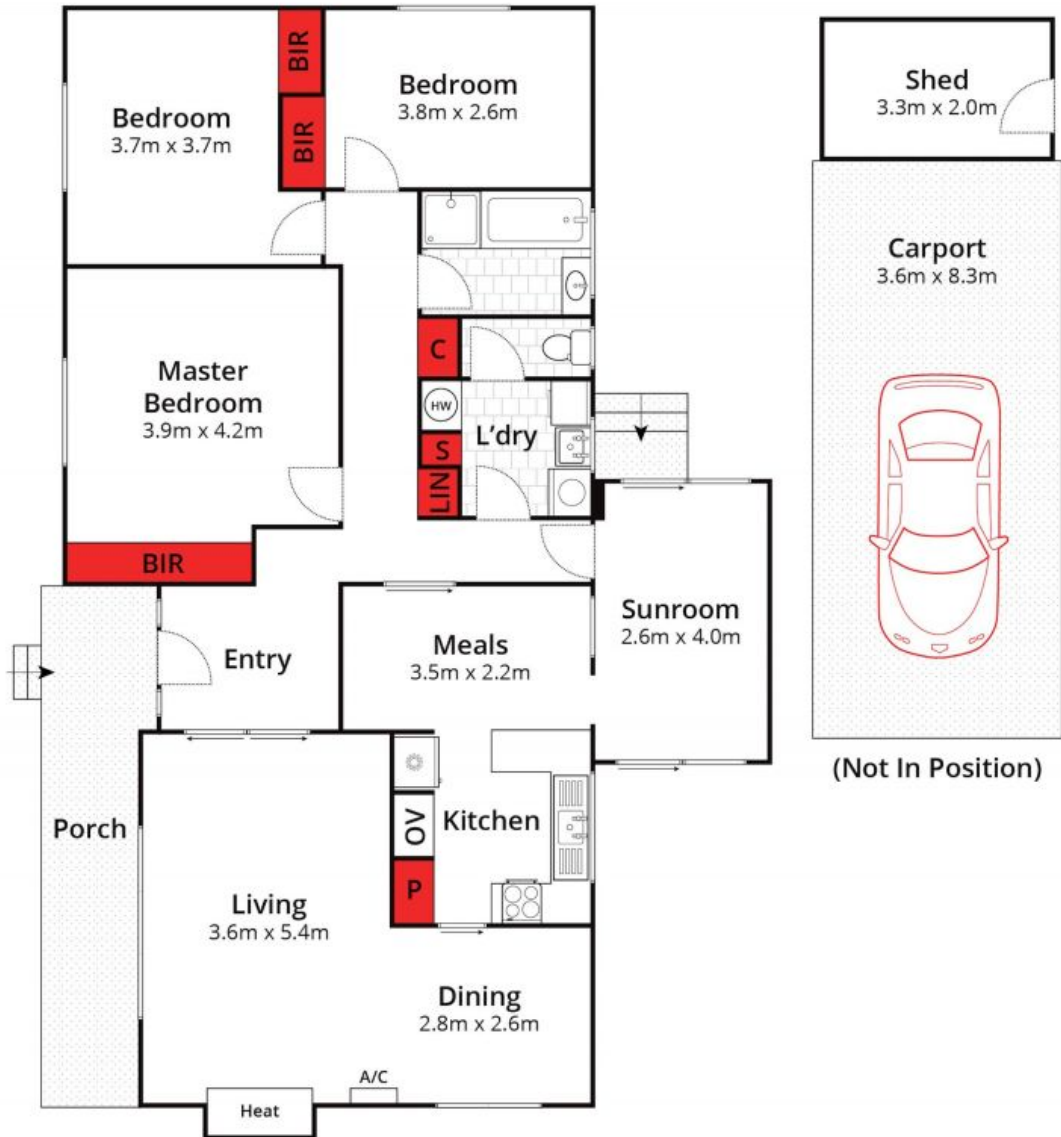 BIR
Bedroom
3.8m x 2.6m
Bedroom
3.7m x 3.7m
BIR
Shed
3.3m x 2.0m
Carport
3.6m x 8.3m
Master
Bedroom
3.9m x 4.2m
C
HW
L'dry
S
LIN
BIR
Sunroom
2.6m x 4.0m
Meals
3.5m x 2.2m
Entry
(Not In Position)
Porch
OV
Kitchen
P
Living
3.6m x 5.4m
Dining
2.8m x 2.6m
A/C
Heat